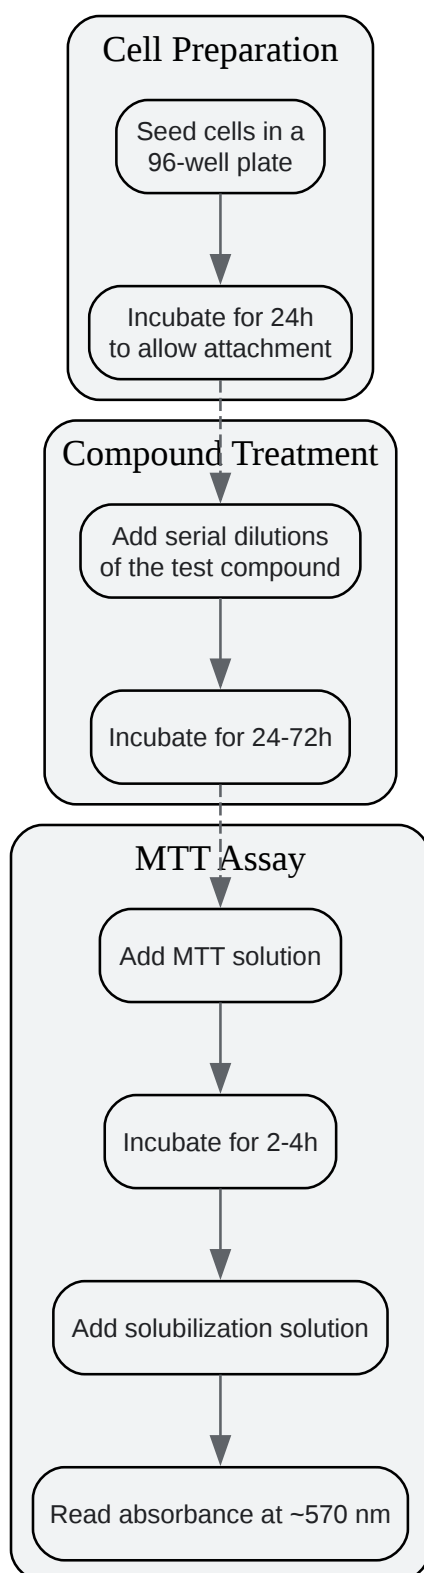 Cell Preparation
Seed cells in a
96-well plate
Incubate for 24h
to allow attachment
Compound Treatment
Add serial dilutions
of the test compound
Incubate for 24-72h
MTT Assay
Add MTT solution
Incubate for 2-4h
Add solubilization solution
Read absorbance at ~570 nm